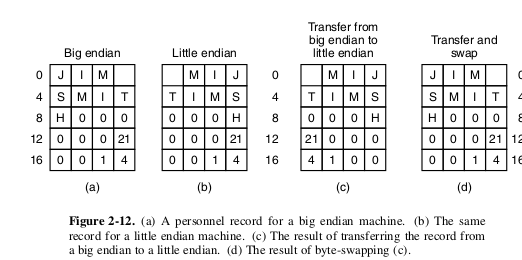 Big endian
Little endian
Transfer from
big endian to
little endian
Transfer and
swap
0 J I M M I J 0 M I J J I M 0
4 S M I T T I M S 4 T I M S S M I T 4
8 H 0 0 0 0 0 0 H 8 0 0 0 H H 0 0 0 8
12 0 0 0 21 0 0 0 21 12 21 0 0 0 0 0 0 21 12
16 0 0 1 4 0 0 1 4 16 4 1 0 0 0 0 1 4 16
(a) (b) (c) (d)
Figure 2-12. (a) A personnel record for a big endian machine. (b) The same
record for a little endian machine. (c) The result of transferring the record from
a big endian to a little endian. (d) The result of byte-swapping (c).